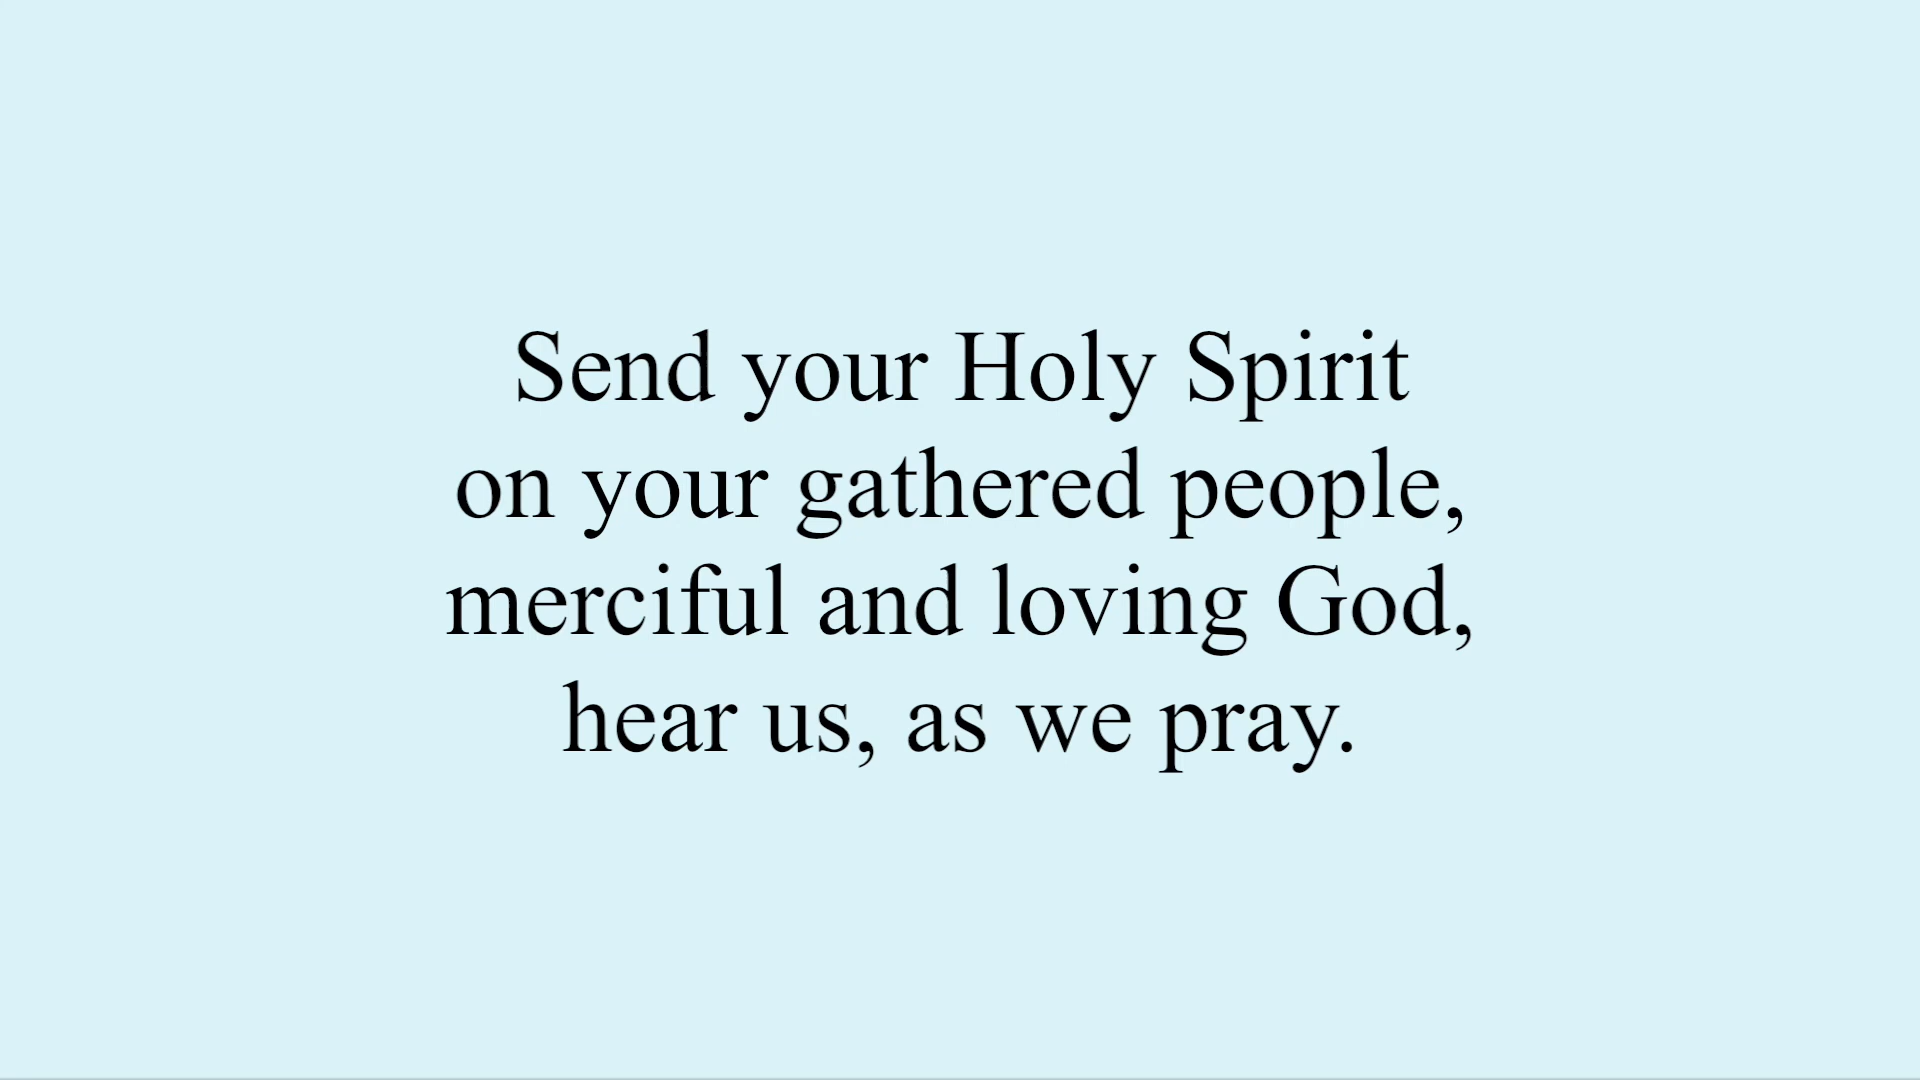 Send your Holy Spirit
on your gathered people,
merciful and loving God,
hear us, as we pray.